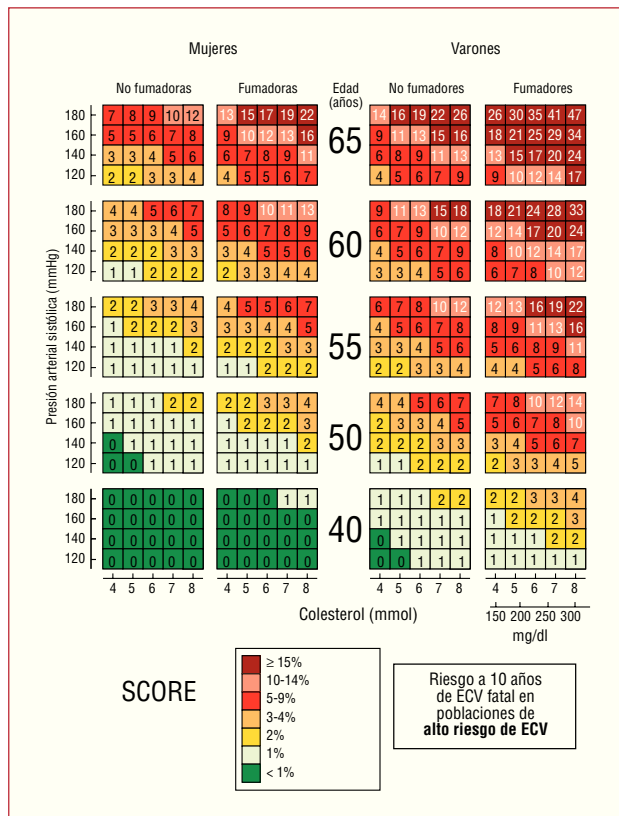 Mujeres Varones
No fumadoras Fumadoras Edad (años) No fumadores Fumadores
Presión arterial sistólica (mmHg)
180 7 8 9 10 12 13 15 17 19 22 65 14 16 19 22 26 26 30 35 41 47
160 5 5 6 7 8 9 10 12 13 16 9 11 13 15 16 18 21 25 29 34
140 3 3 4 5 6 6 7 8 9 11 6 8 9 11 13 13 15 17 20 24
120 2 2 3 3 4 4 5 5 6 7 4 5 6 7 9 9 10 12 14 17
180 4 4 5 6 7 8 9 10 11 13 60 9 11 13 15 18 18 21 24 28 33
160 3 3 3 4 5 5 6 7 8 9 6 7 9 10 12 12 14 17 20 24
140 2 2 2 3 3 3 4 5 5 6 4 5 6 7 9 8 10 12 14 17
120 1 1 2 2 2 2 3 3 4 4 3 3 4 5 6 6 7 8 10 12
180 2 2 3 3 4 4 5 5 6 7 55 6 7 8 10 12 12 13 16 19 22
160 1 2 2 2 3 3 3 4 4 5 4 5 6 7 8 8 9 11 13 16
140 1 1 1 1 2 2 2 2 3 3 3 3 4 5 6 5 6 8 9 11
120 1 1 1 1 1 1 1 2 2 2 2 2 3 3 4 4 4 5 6 8
180 1 1 1 2 2 2 2 3 3 4 50 4 4 5 6 7 7 8 10 12 14
160 1 1 1 1 1 1 2 2 2 3 2 3 3 4 5 5 6 7 8 10
140 0 1 1 1 1 1 1 1 1 2 2 2 2 3 3 3 4 5 6 7
120 0 0 1 1 1 1 1 1 1 1 1 1 2 2 2 2 3 3 4 5
180 0 0 0 0 0 0 0 0 1 1 40 1 1 1 2 2 2 2 3 3 4
160 0 0 0 0 0 0 0 0 0 0 1 1 1 1 1 1 2 2 2 3
140 0 0 0 0 0 0 0 0 0 0 0 1 1 1 1 1 1 1 2 2
120 0 0 0 0 0 0 0 0 0 0 0 0 1 1 1 1 1 1 1 1
4 5 6 7 8 4 5 6 7 8 4 5 6 7 8 4 5 6 7 8
Colesterol (mmol)
150 200 250 300
mg/dl
SCORE
≥ 15%
10-14%
5-9%
3-4%
2%
1%
< 1%
Riesgo a 10 años
de ECV fatal en
poblaciones de
alto riesgo de ECV